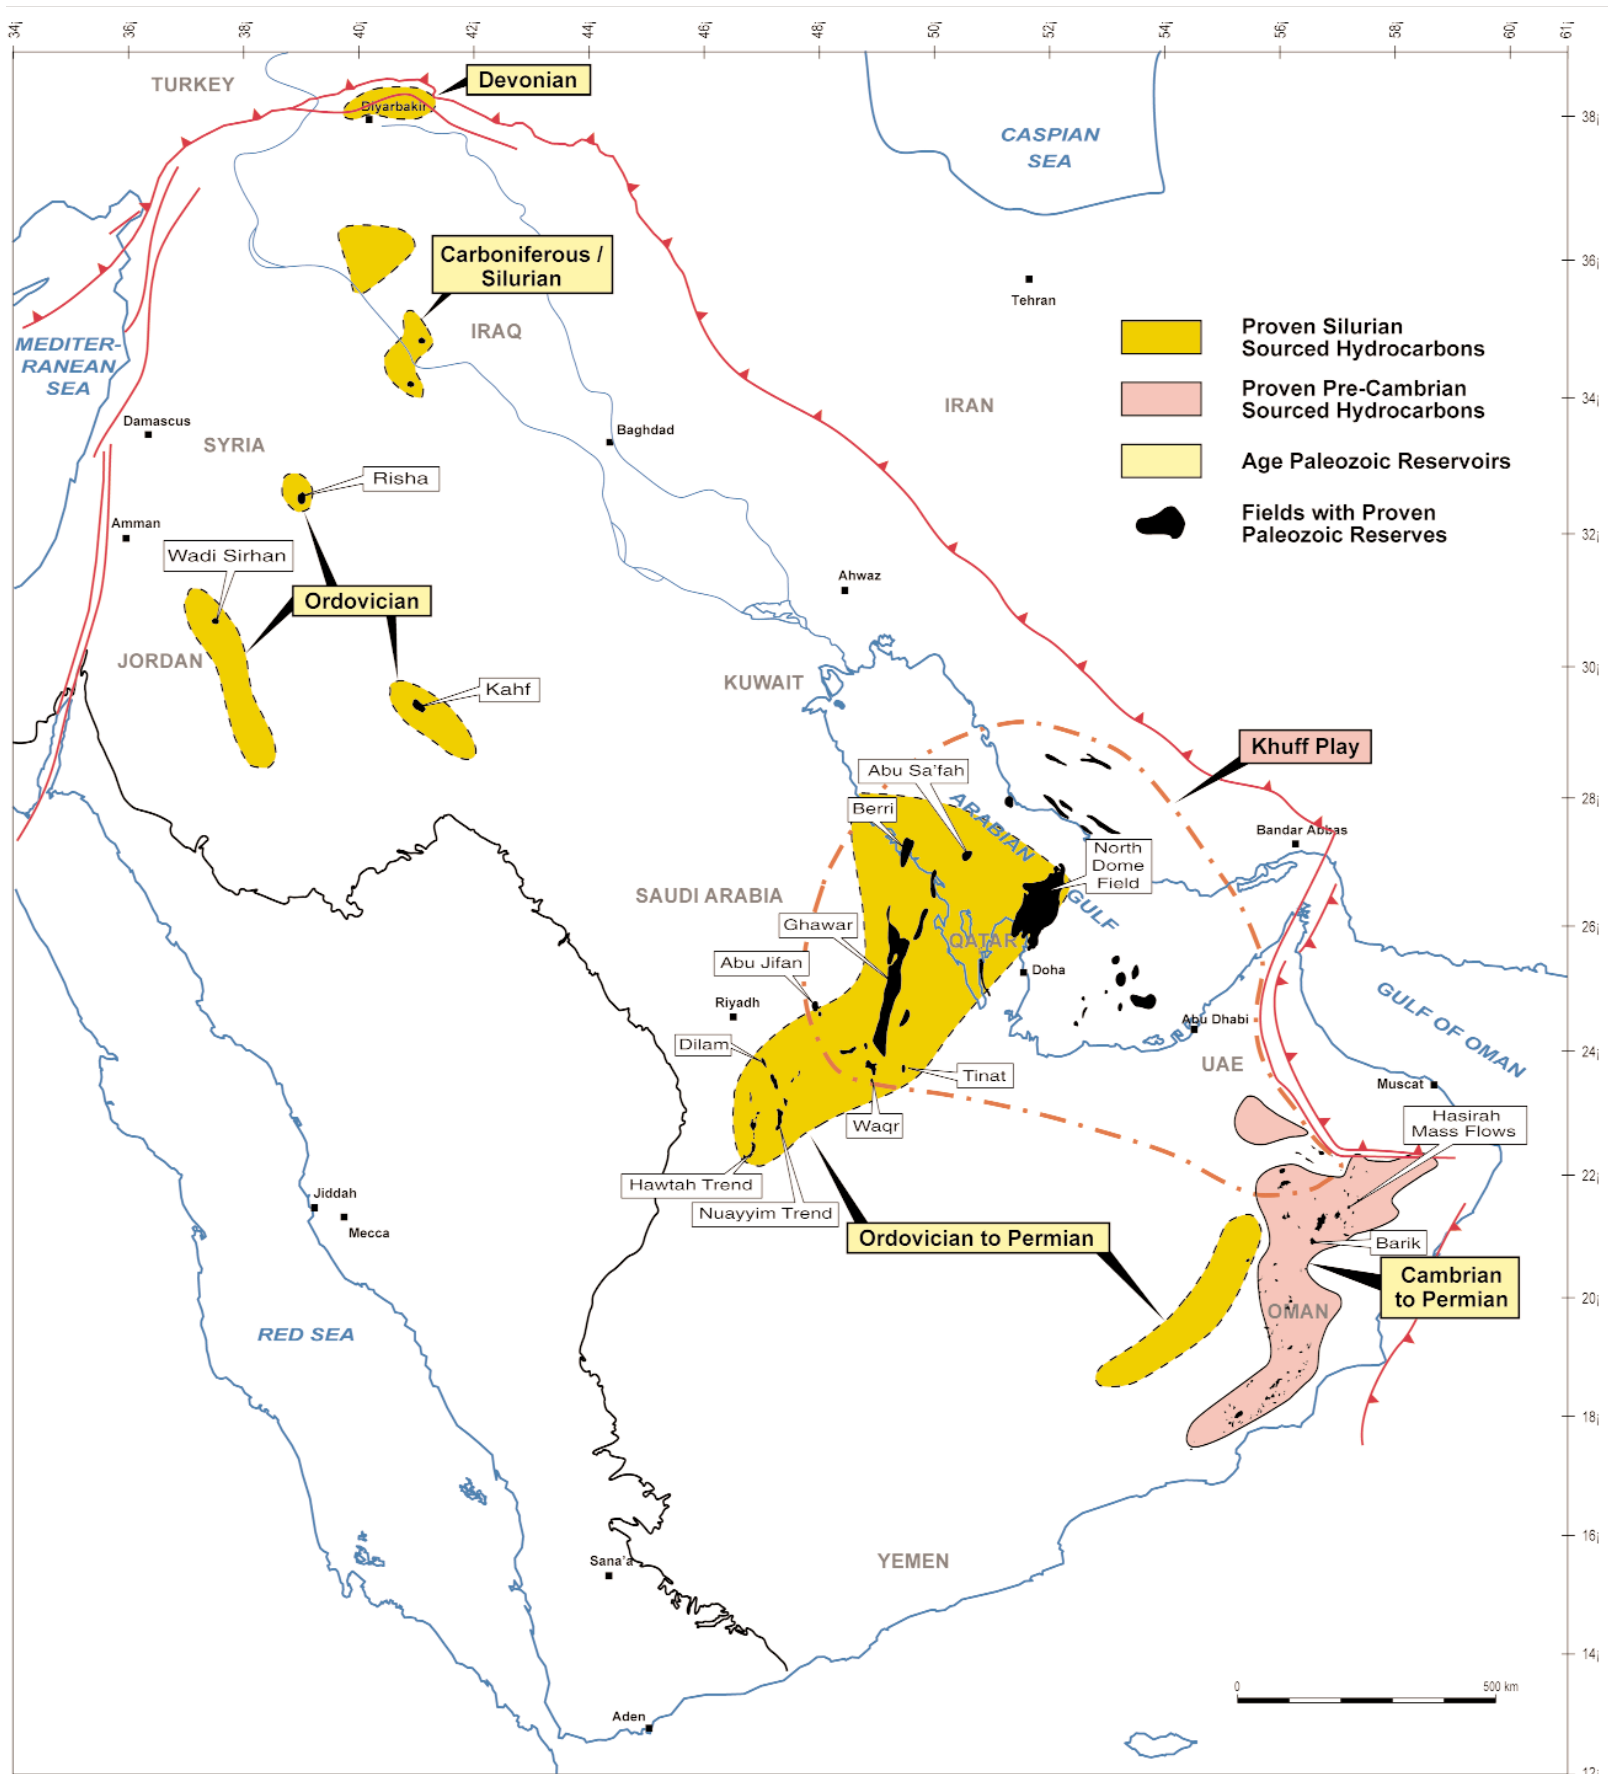 34¡
36¡
38¡
40¡
42¡
44¡
46¡
48¡
50¡
52¡
54¡
56¡
58¡
60¡
61¡
TURKEY
Devonian
Diyarbakir
38¡
CASPIAN
SEA
Carboniferous /
Silurian
36¡
Tehran
IRAQ
MEDITER-
RANEAN
SEA
Proven Silurian
Sourced Hydrocarbons
Proven Pre-Cambrian
Sourced Hydrocarbons
Age Paleozoic Reservoirs
Fields with Proven
Paleozoic Reserves
IRAN
34¡
Damascus
SYRIA
Baghdad
Risha
Amman
32¡
Wadi Sirhan
Ahwaz
Ordovician
JORDAN
30¡
KUWAIT
Kahf
Khuff Play
Abu Sa'fah
28¡
Berri
ARABIAN
GULF
Bandar Abbas
North
Dome
Field
SAUDI ARABIA
Ghawar
26¡
QATAR
Abu Jifan
Doha
Riyadh
GULF OF OMAN
Abu Dhabi
Dilam
24¡
UAE
Tinat
Muscat
Waqr
Hasirah
Mass Flows
Hawtah Trend
22¡
Nuayyim Trend
Jiddah
Mecca
Ordovician to Permian
Barik
Cambrian
to Permian
20¡
OMAN
RED SEA
18¡
16¡
Sana'a
YEMEN
14¡
0
500 km
Aden
12¡